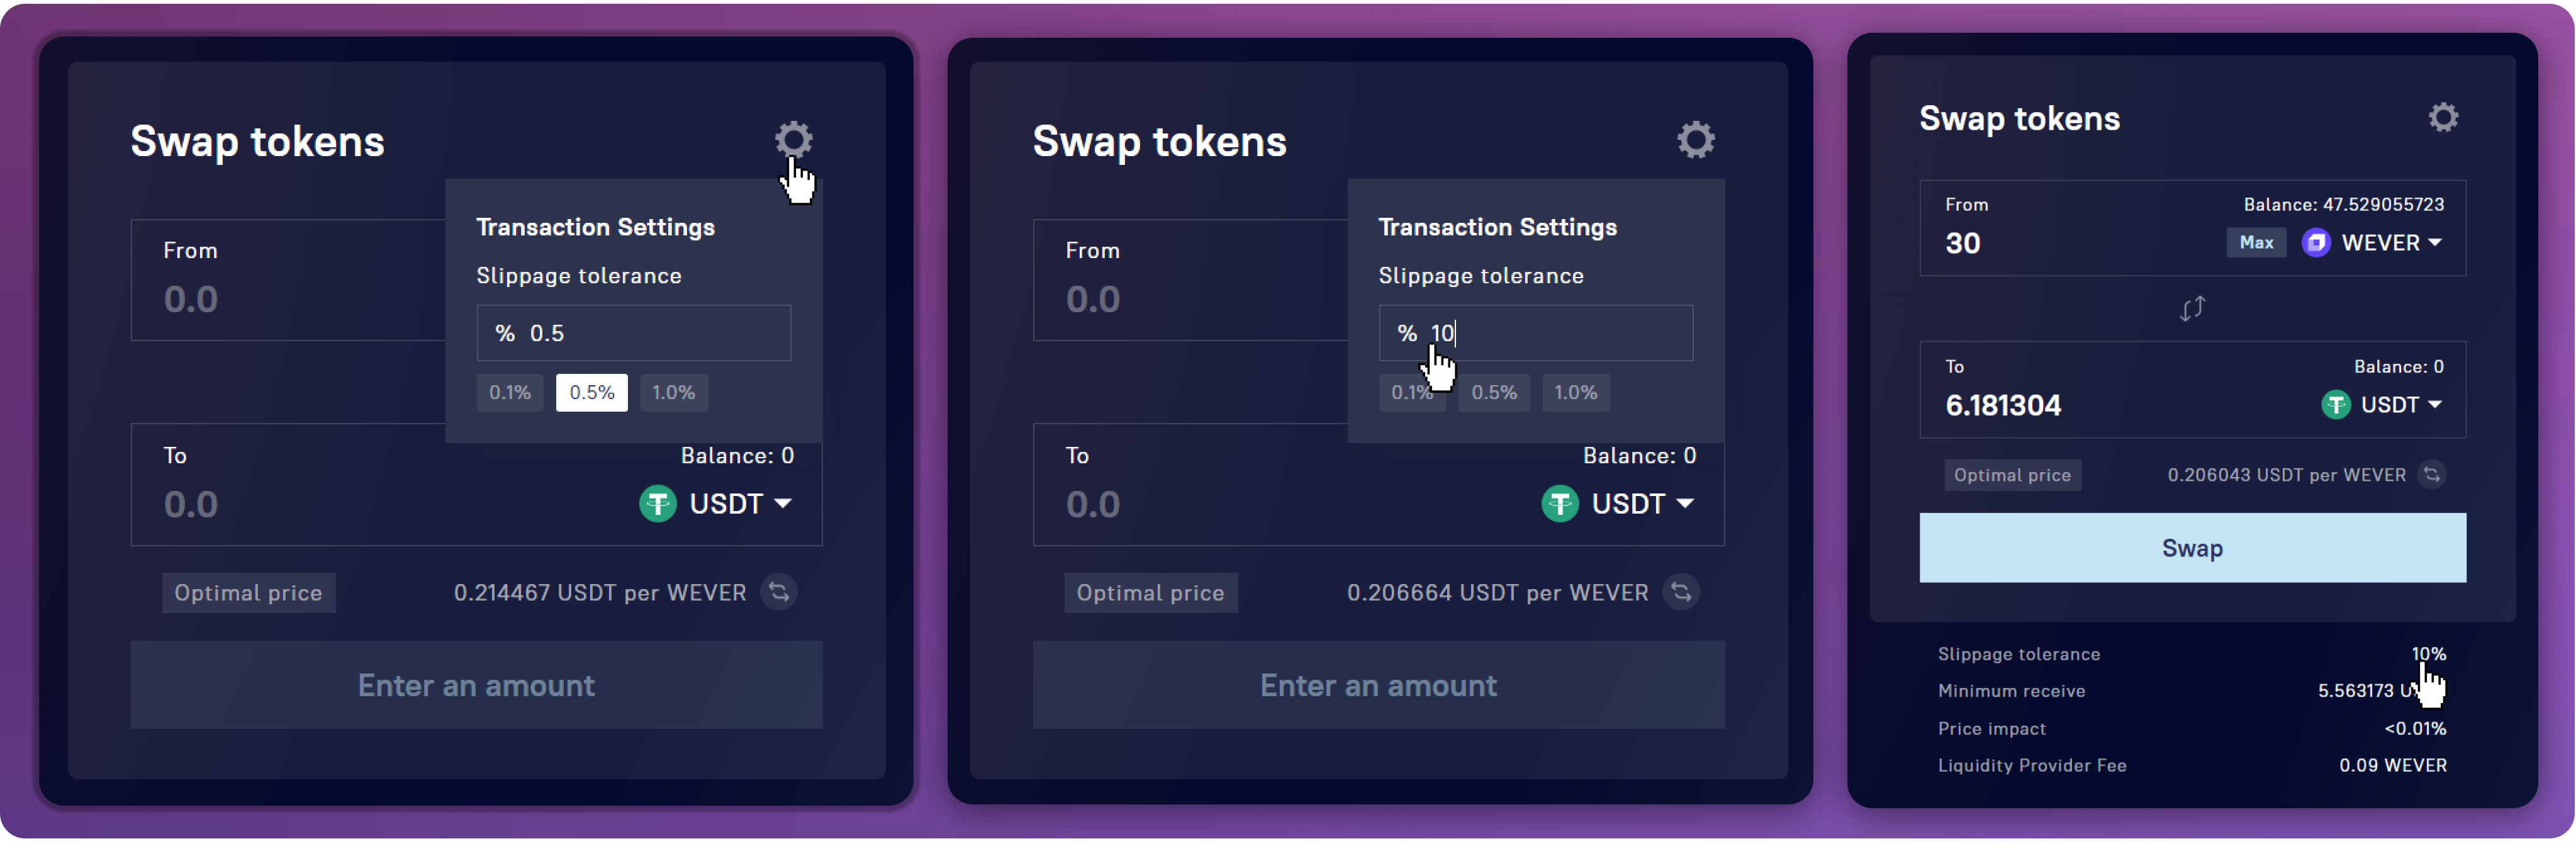 Swap tokens
Transaction Settings
From
Slippage tolerance
0.0
% 0.5
0.1% 0.5% 1.0%
To Balance: 0
0.0 USDT
Optimal price 0.214467 USDT per WEVER
Enter an amount
Swap tokens
Transaction Settings
From
Slippage tolerance
0.0
% 10
0.1% 0.5% 1.0%
To Balance: 0
0.0 USDT
Optimal price 0.206664 USDT per WEVER
Enter an amount
Swap tokens
From Balance: 47.529055723
30 Max WEVER
To Balance: 0
6.181304 USDT
Optimal price 0.206043 USDT per WEVER
Swap
Slippage tolerance 10%
Minimum receive 5.563173
Price impact <0.01%
Liquidity Provider Fee 0.09 WEVER